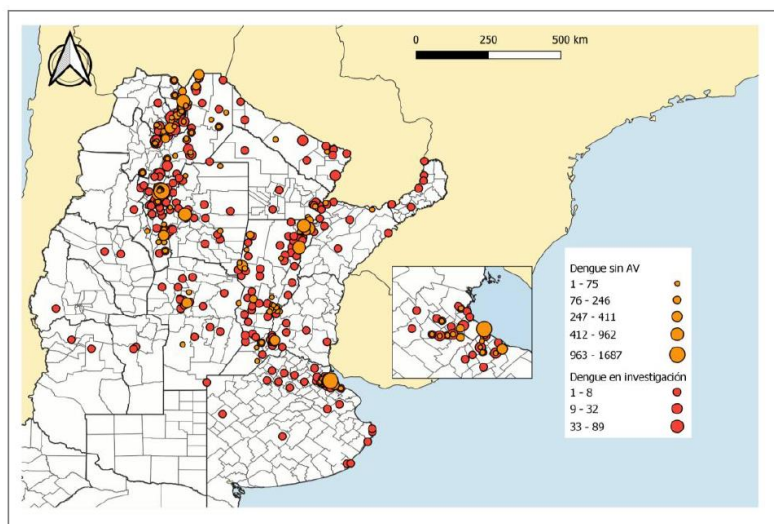 0 250 500 km
Dengue sin AV
1 - 75
76 - 246
247 - 411
412 - 962
963 - 1687
Dengue en investigación
1 - 8
9 - 32
33 - 89